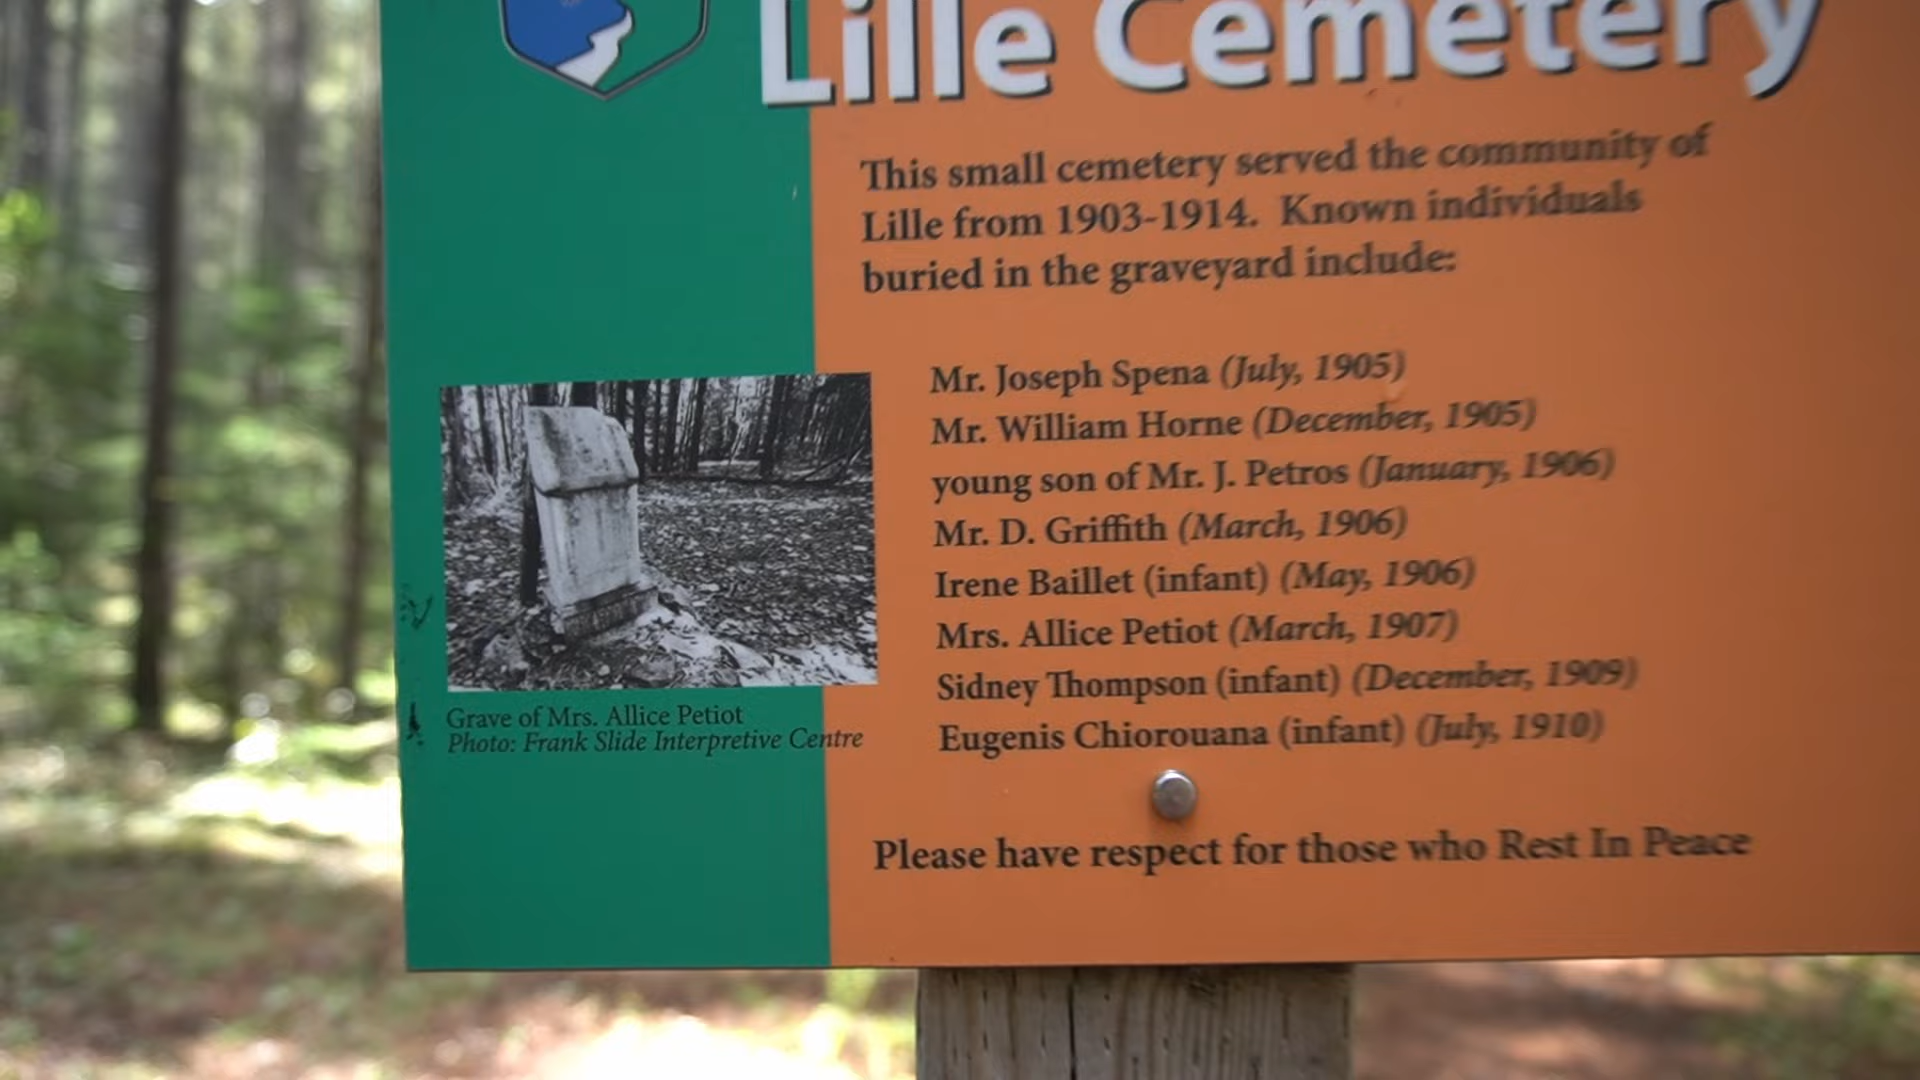 Lille Cemetery
This small cemetery served the community of
Lille from 1903-1914. Known individuals
buried in the graveyard include:
Mr. Joseph Spena (July, 1905)
Mr. William Horne (December, 1905)
young son of Mr. J. Petros (January, 1906)
Mr. D. Griffith (March, 1906)
Irene Baillet (infant) (May, 1906)
Mrs. Allice Petiot (March, 1907)
Sidney Thompson (infant) (December, 1909)
Eugenis Chiorouana (infant) (July, 1910)
Grave of Mrs. Allice Petiot
Photo: Frank Slide Interpretive Centre
Please have respect for those who Rest In Peace